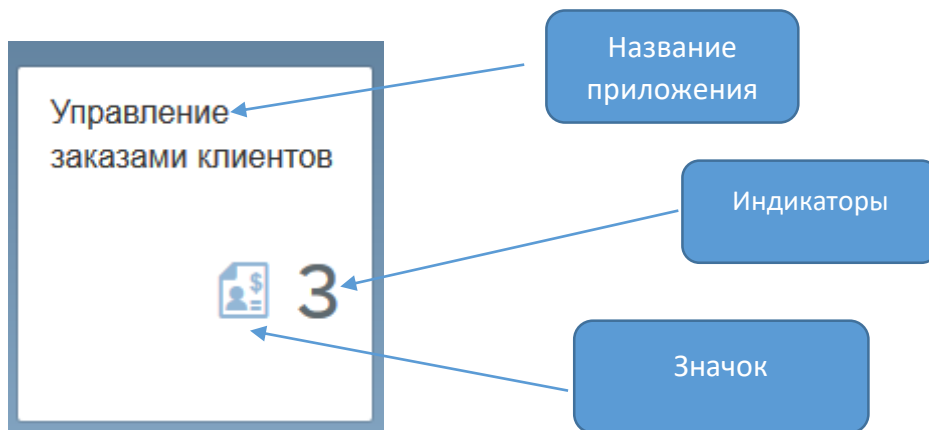 Управление
заказами клиентов
$
3
Название
приложения
Индикаторы
Значок